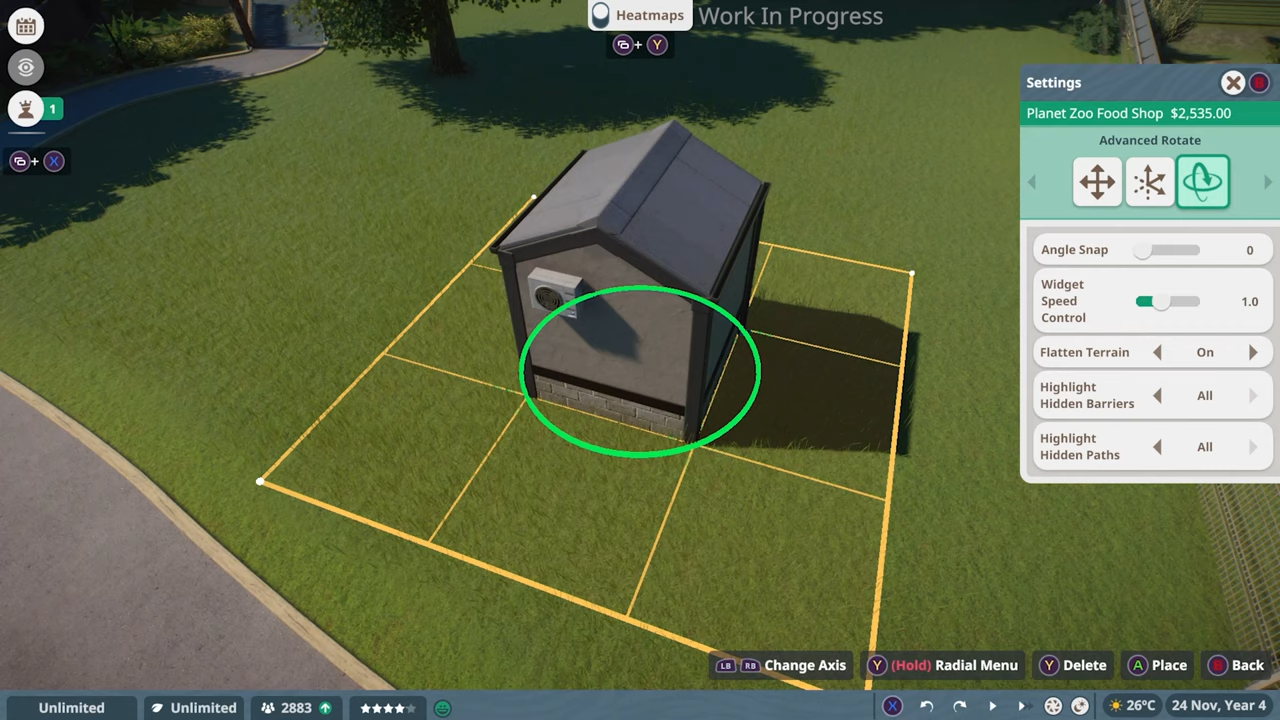 Heatmaps
Work In Progress
+ Y
1
+ X
Settings
B
Planet Zoo Food Shop $2,535.00
Advanced Rotate
Angle Snap 0
Widget
Speed
Control
1.0
Flatten Terrain On
Highlight
Hidden Barriers
All
Highlight
Hidden Paths
All
LB RB Change Axis
Y (Hold) Radial Menu
Y Delete
A Place
B Back
Unlimited
Unlimited
2883
X
26°C
24 Nov, Year 4